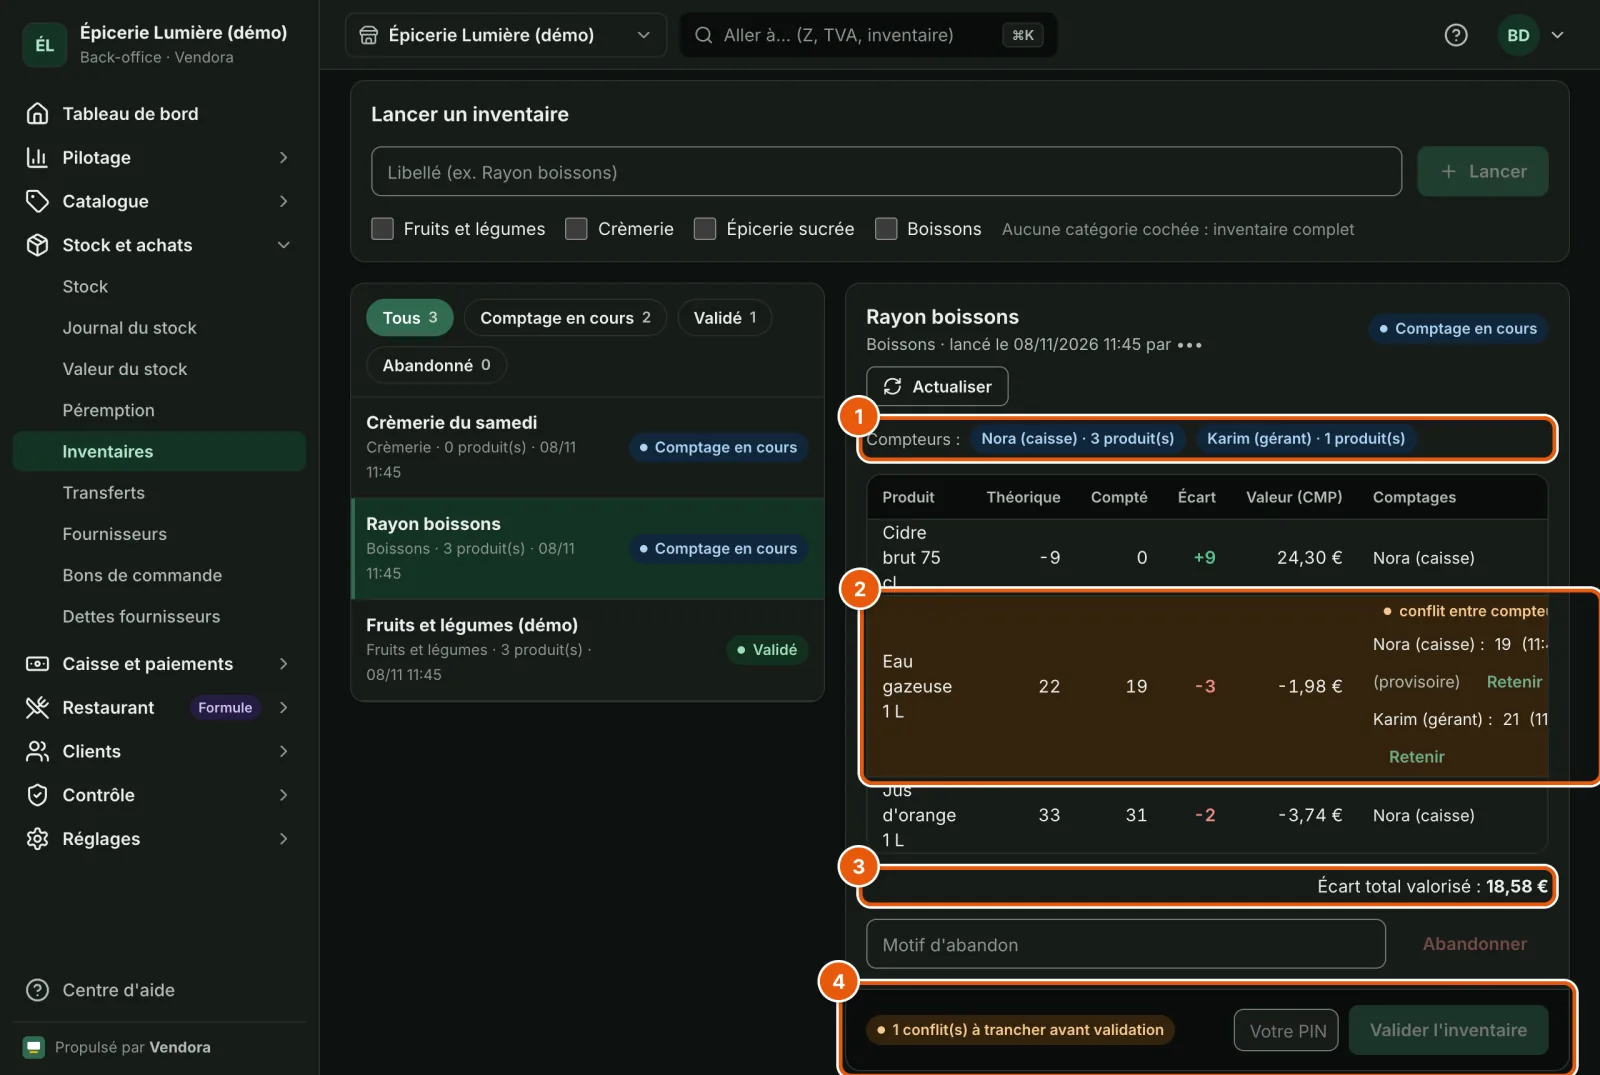 ÉL
Épicerie Lumière (démo)
Back-office · Vendora
Tableau de bord
Pilotage
Catalogue
Stock et achats
Stock
Journal du stock
Valeur du stock
Péremption
Inventaires
Transferts
Fournisseurs
Bons de commande
Dettes fournisseurs
Caisse et paiements
Restaurant Formule
Clients
Contrôle
Réglages
Centre d'aide
Propulsé par Vendora
Épicerie Lumière (démo)
Aller à... (Z, TVA, inventaire) ⌘K
BD
Lancer un inventaire
Libellé (ex. Rayon boissons)
+ Lancer
Fruits et légumes Crèmerie Épicerie sucrée Boissons Aucune catégorie cochée : inventaire complet
Tous 3 Comptage en cours 2 Validé 1
Abandonné 0
Crèmerie du samedi
Crèmerie · 0 produit(s) · 08/11
11:45
Comptage en cours
Rayon boissons
Boissons · 3 produit(s) · 08/11
11:45
Comptage en cours
Fruits et légumes (démo)
Fruits et légumes · 3 produit(s) ·
08/11 11:45
Validé
Rayon boissons
Boissons · lancé le 08/11/2026 11:45 par •••
Comptage en cours
Actualiser
1
Compteurs : Nora (caisse) · 3 produit(s) Karim (gérant) · 1 produit(s)
Produit Théorique Compté Écart Valeur (CMP) Comptages
Cidre
brut 75
cl
-9 0 +9 24,30 € Nora (caisse)
2
Eau
gazeuse
1 L
22 19 -3 -1,98 €
conflit entre compte
Nora (caisse) : 19 (11:
(provisoire) Retenir
Karim (gérant) : 21 (11
Retenir
Jus
d'orange
1 L
33 31 -2 -3,74 € Nora (caisse)
3
Écart total valorisé : 18,58 €
Motif d'abandon
Abandonner
4
1 conflit(s) à trancher avant validation
Votre PIN
Valider l'inventaire